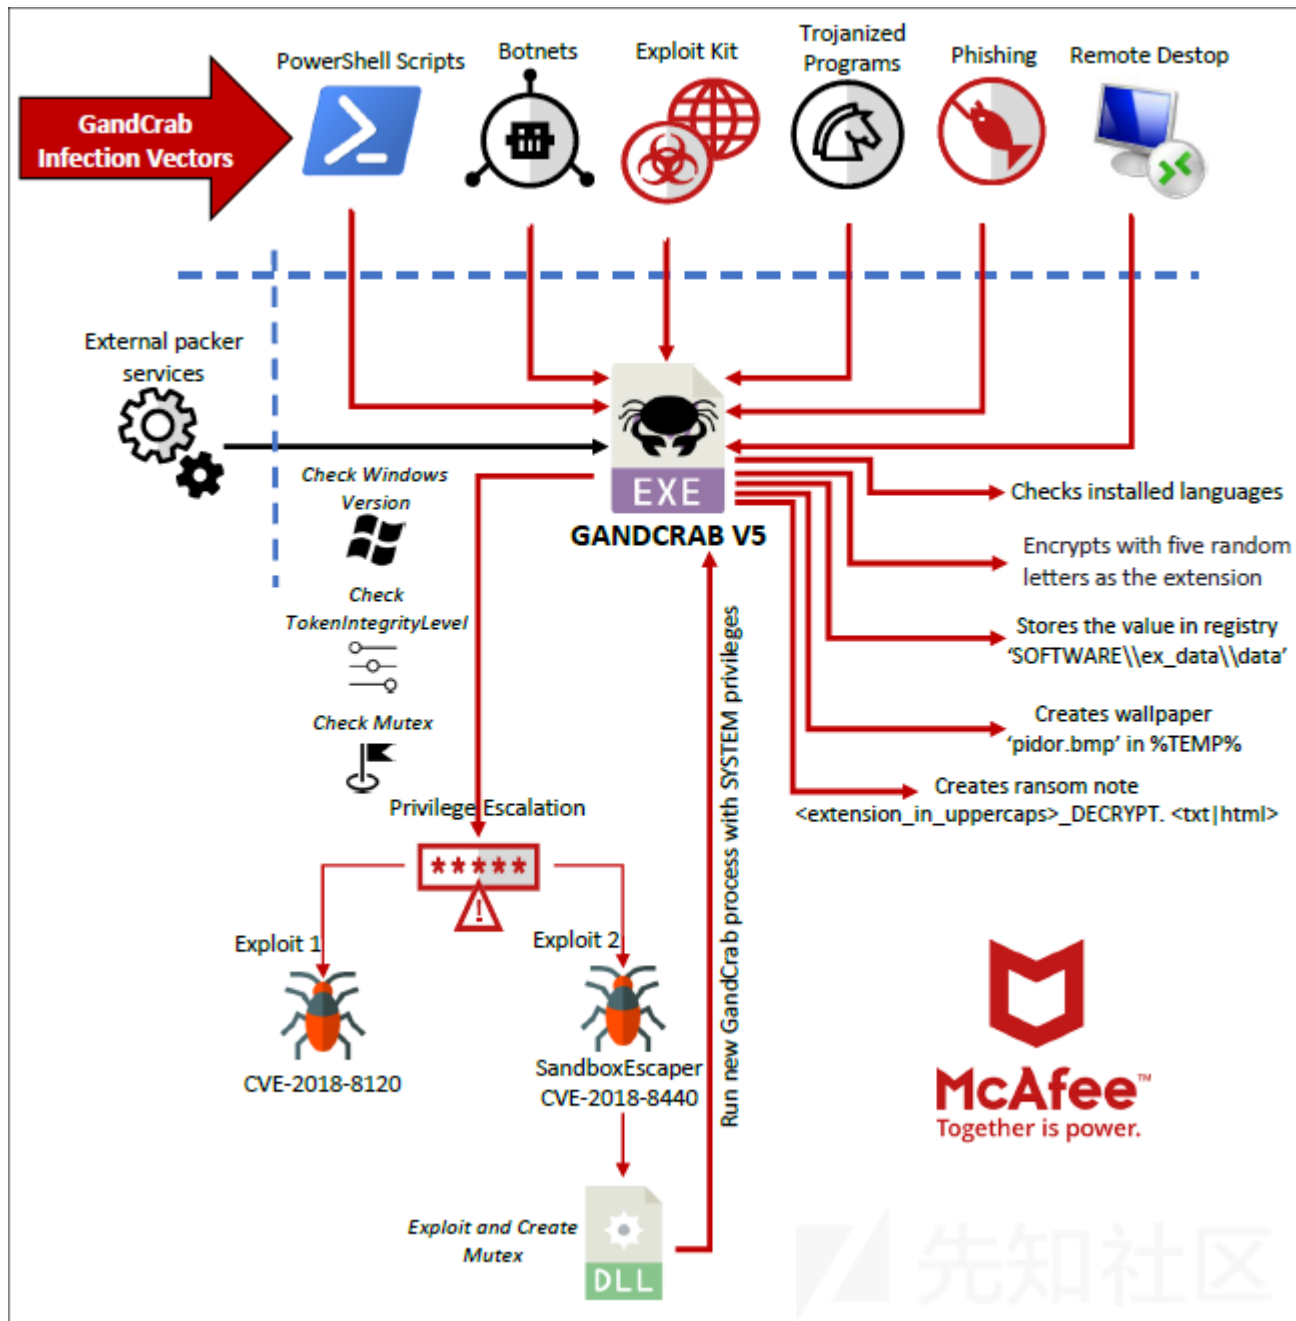 GandCrab
Infection Vectors
PowerShell Scripts
Botnets
Exploit Kit
Trojanized
Programs
Phishing
Remote Destop
External packer
services
Check Windows
Version
Check
TokenIntegrityLevel
Check Mutex
EXE
GANDCRAB V5
Checks installed languages
Encrypts with five random
letters as the extension
Stores the value in registry
‘SOFTWARE\\ex_data\\data’
Creates wallpaper
‘pidor.bmp’ in %TEMP%
Creates ransom note
<extension_in_uppercaps>_DECRYPT. <txt|html>
Privilege Escalation
*****
!
Exploit 1
Exploit 2
CVE-2018-8120
SandboxEscaper
CVE-2018-8440
Run new GandCrab process with SYSTEM privileges
Exploit and Create
Mutex
DLL
McAfee™
Together is power.
先知社区